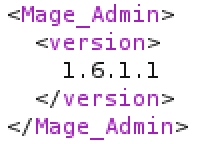 <Mage_Admin>
<version>
1.6.1.1
</version>
</Mage_Admin>